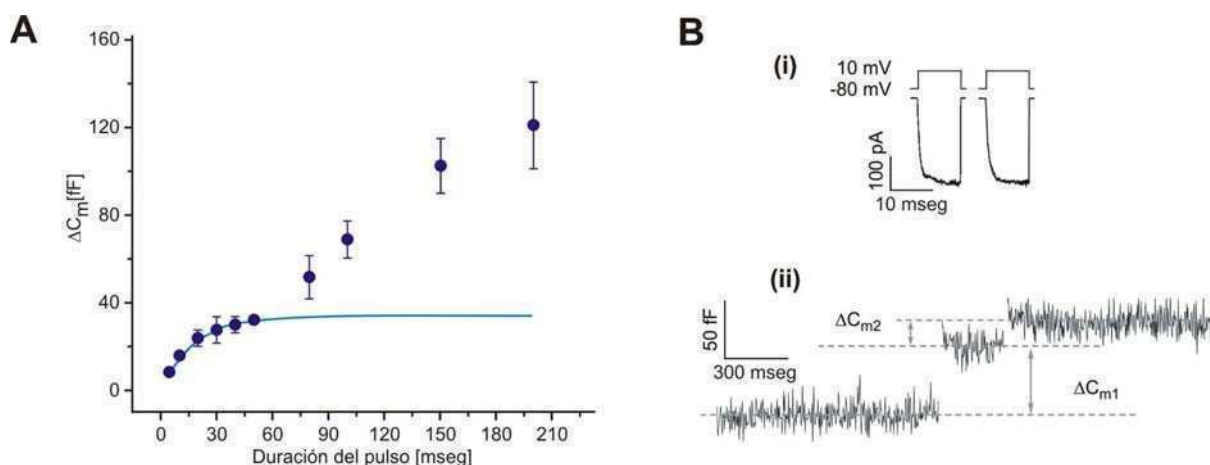 A
160
120
80
40
0
ΔCm[fF]
0 30 60 90 120 150 180 210
Duración del pulso [mseg]
B
(i)
10 mV
-80 mV
100 pA
10 mseg
(ii)
50 fF
300 mseg
ΔCm2
ΔCm1